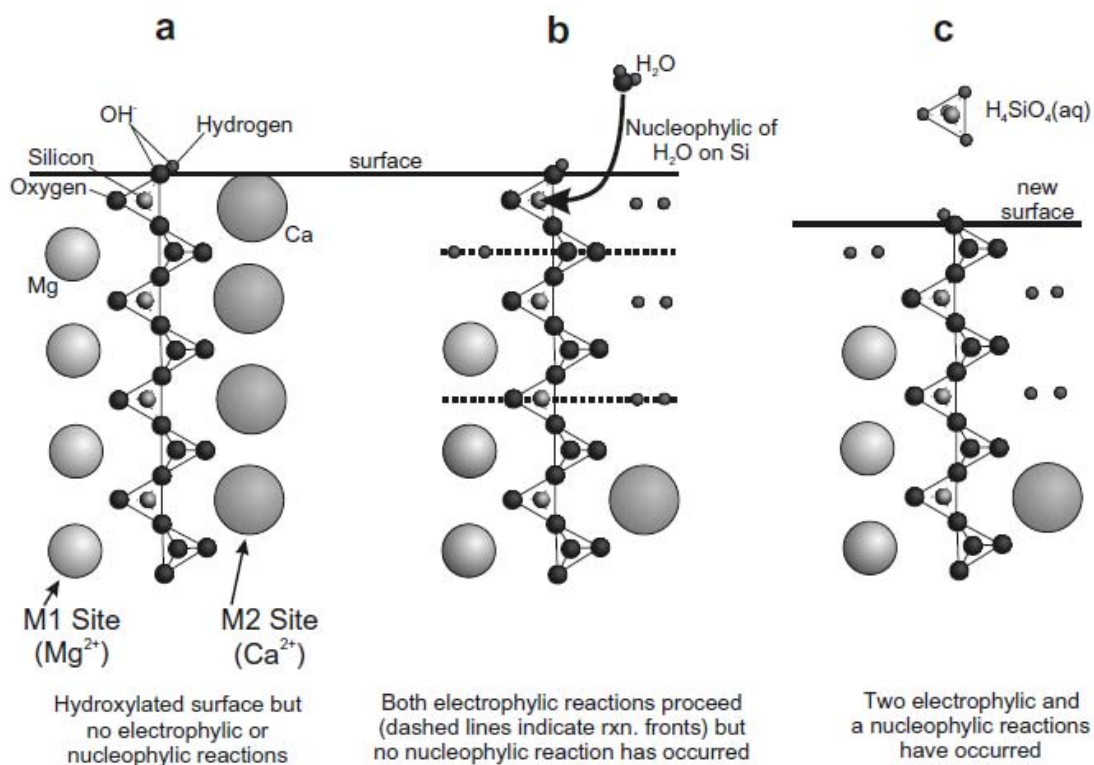 a
b
c
H₂O
OH⁻
Hydrogen
H₄SiO₄(aq)
Nucleophylic of
H₂O on Si
Silicon
surface
Oxygen
new
surface
Ca
Mg
M1 Site
(Mg²⁺)
M2 Site
(Ca²⁺)
Hydroxylated surface but
no electrophylic or
nucleophylic reactions
Both electrophylic reactions proceed
(dashed lines indicate rxn. fronts) but
no nucleophylic reaction has occurred
Two electrophylic and
a nucleophylic reactions
have occurred